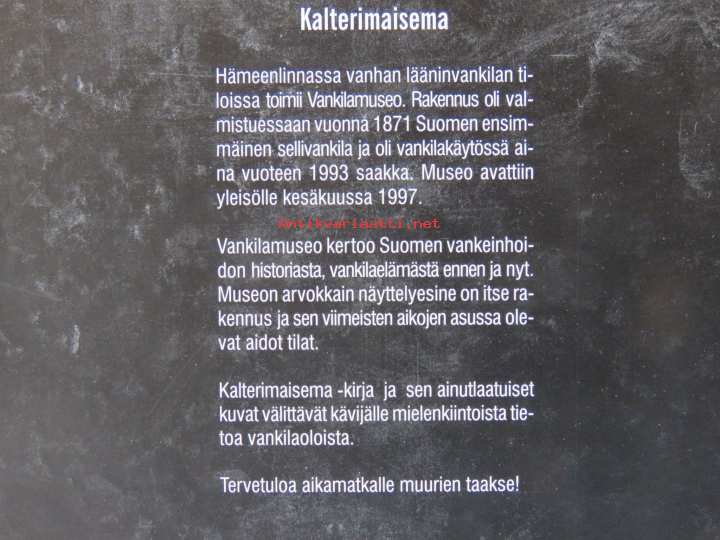 Kalterimaisema
Hämeenlinnassa vanhan lääninvankilan ti-
loissa toimii Vankilamuseo. Rakennus oli val-
mistuessaan vuonna 1871 Suomen ensim-
mäinen sellivankila ja oli vankilakäytössä ai-
na vuoteen 1993 saakka. Museo avattiin
yleisölle kesäkuussa 1997.
Antikvariaatti.net
Vankilamuseo kertoo Suomen vankeinhoi-
don historiasta, vankilaelämästä ennen ja nyt.
Museon arvokkain näyttelyesine on itse ra-
kennus ja sen viimeisten aikojen asussa ole-
vat aidot tilat.
Kalterimaisema -kirja ja sen ainutlaatuiset
kuvat välittävät kävijälle mielenkiintoista tie-
toa vankilaoloista.
Tervetuloa aikamatkalle muurien taakse!